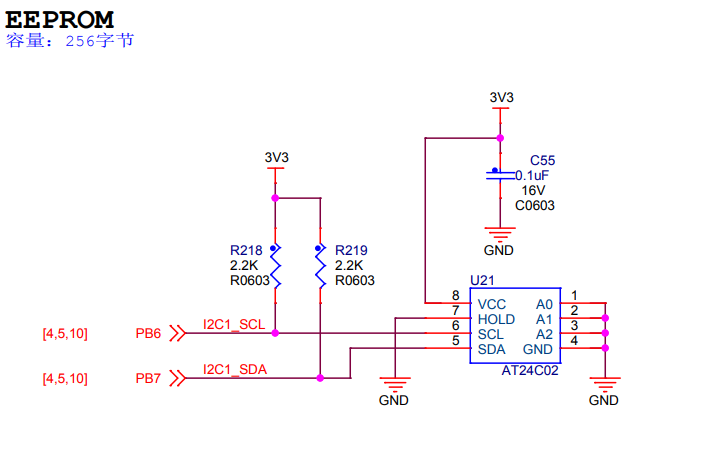 EEPROM
容量：256字节
3V3
C55
0.1uF
16V
C0603
GND
3V3
R218
2.2K
R0603
R219
2.2K
R0603
U21
8 VCC A0 1
7 HOLD A1 2
6 SCL A2 3
5 SDA GND 4
AT24C02
[4,5,10] PB6 I2C1_SCL
[4,5,10] PB7 I2C1_SDA
GND
GND